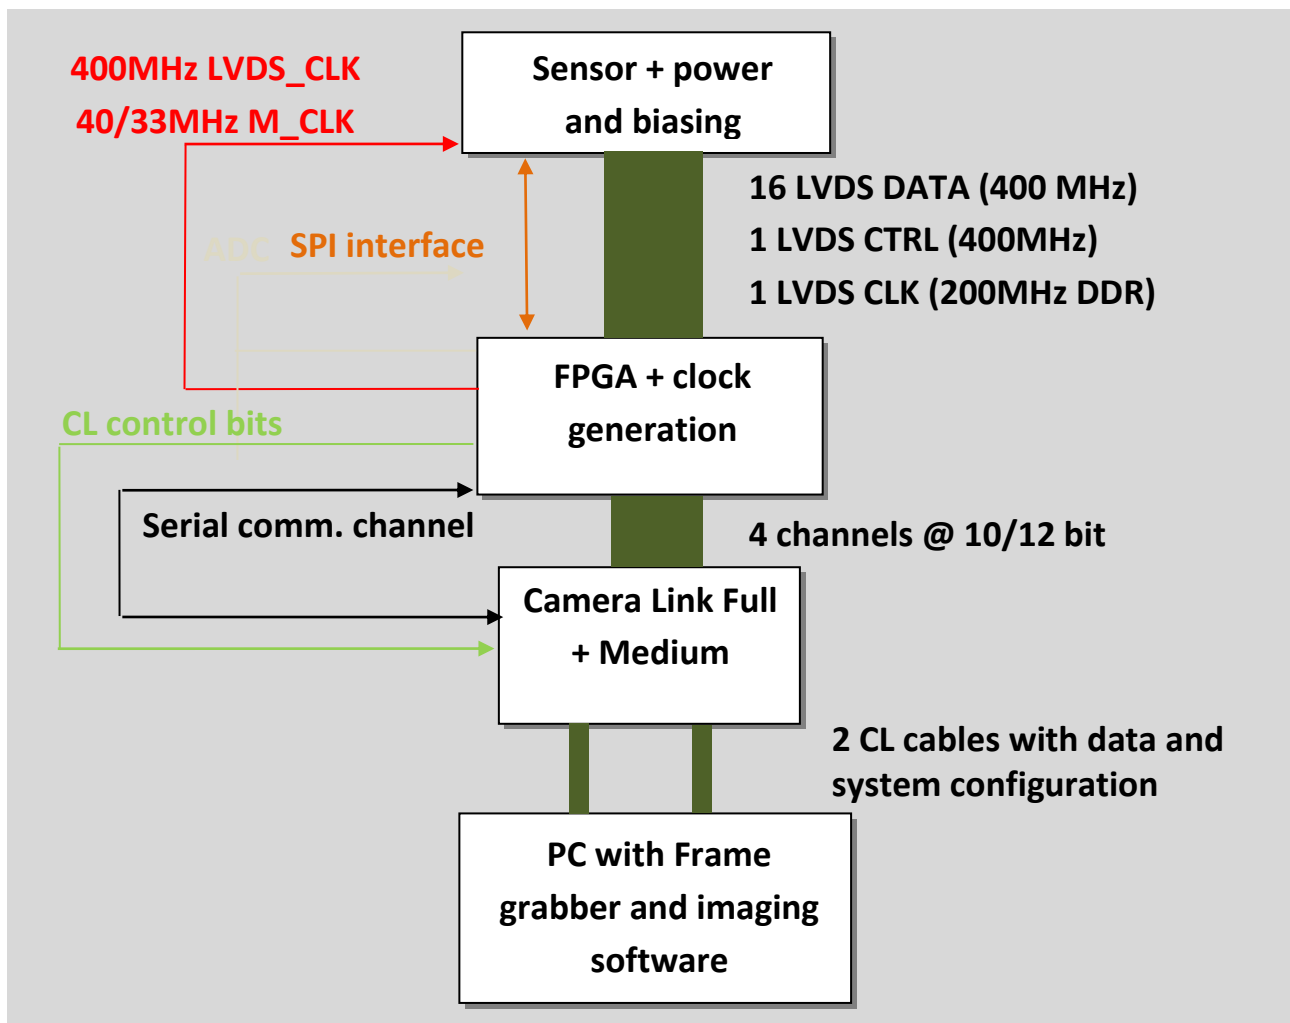 400MHz LVDS_CLK
40/33MHz M_CLK
Sensor + power
and biasing
16 LVDS DATA (400 MHz)
1 LVDS CTRL (400MHz)
1 LVDS CLK (200MHz DDR)
ADC
SPI interface
FPGA + clock
generation
CL control bits
Serial comm. channel
4 channels @ 10/12 bit
Camera Link Full
+ Medium
2 CL cables with data and
system configuration
PC with Frame
grabber and imaging
software